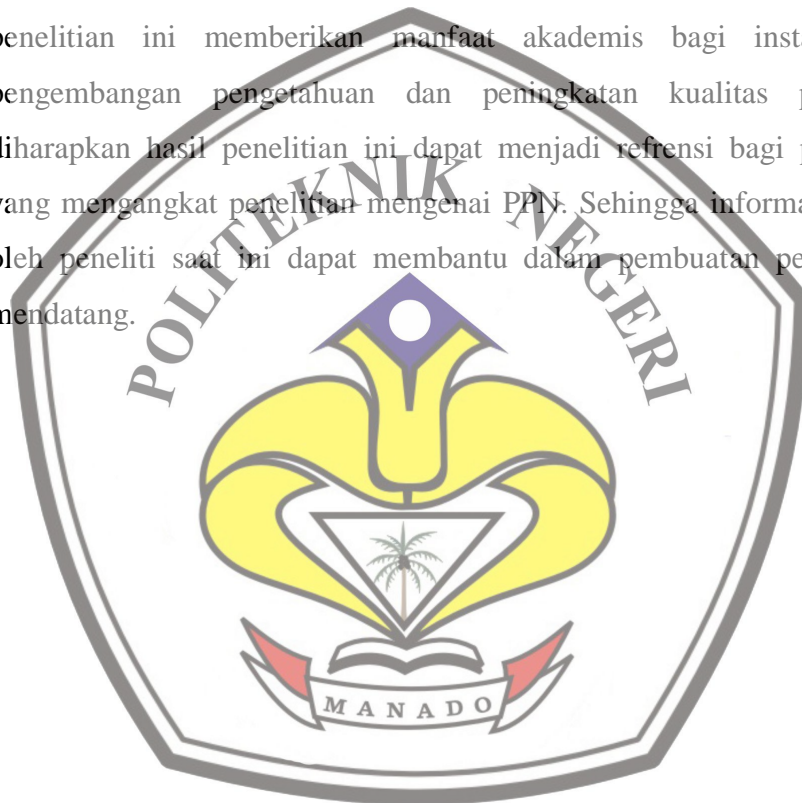 penelitian ini memberikan manfaat akademis bagi insta
pengembangan pengetahuan dan peningkatan kualitas p
diharapkan hasil penelitian ini dapat menjadi refrensi bagi p
yang mengangkat penelitian mengenai PPN. Sehingga informa
oleh peneliti saat ini dapat membantu dalam pembuatan pe
mendatang.
POLITEKNIK NEGERI
MANADO